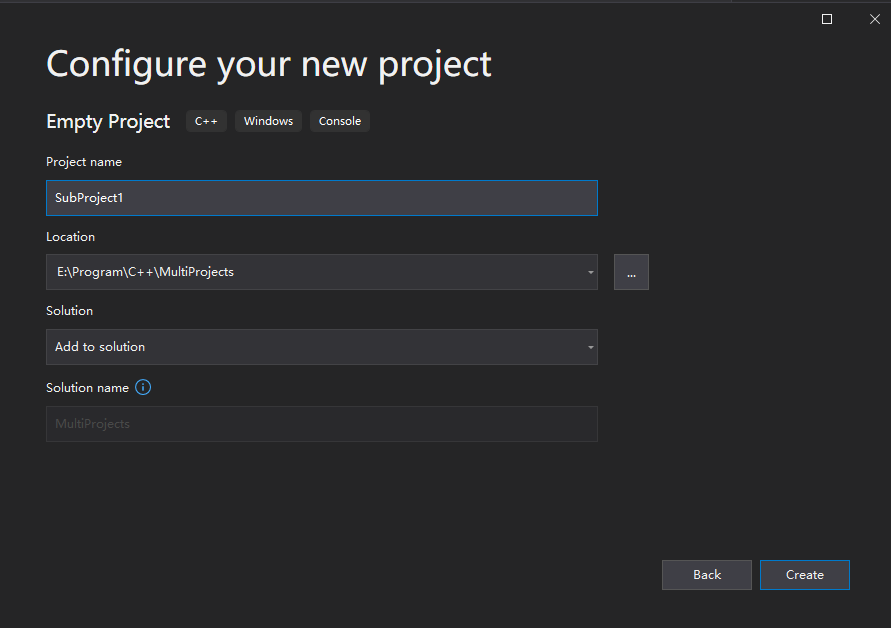 Configure your new project
Empty Project C++ Windows Console
Project name
SubProject1
Location
E:\Program\C++\MultiProjects
...
Solution
Add to solution
Solution name
MultiProjects
Back Create